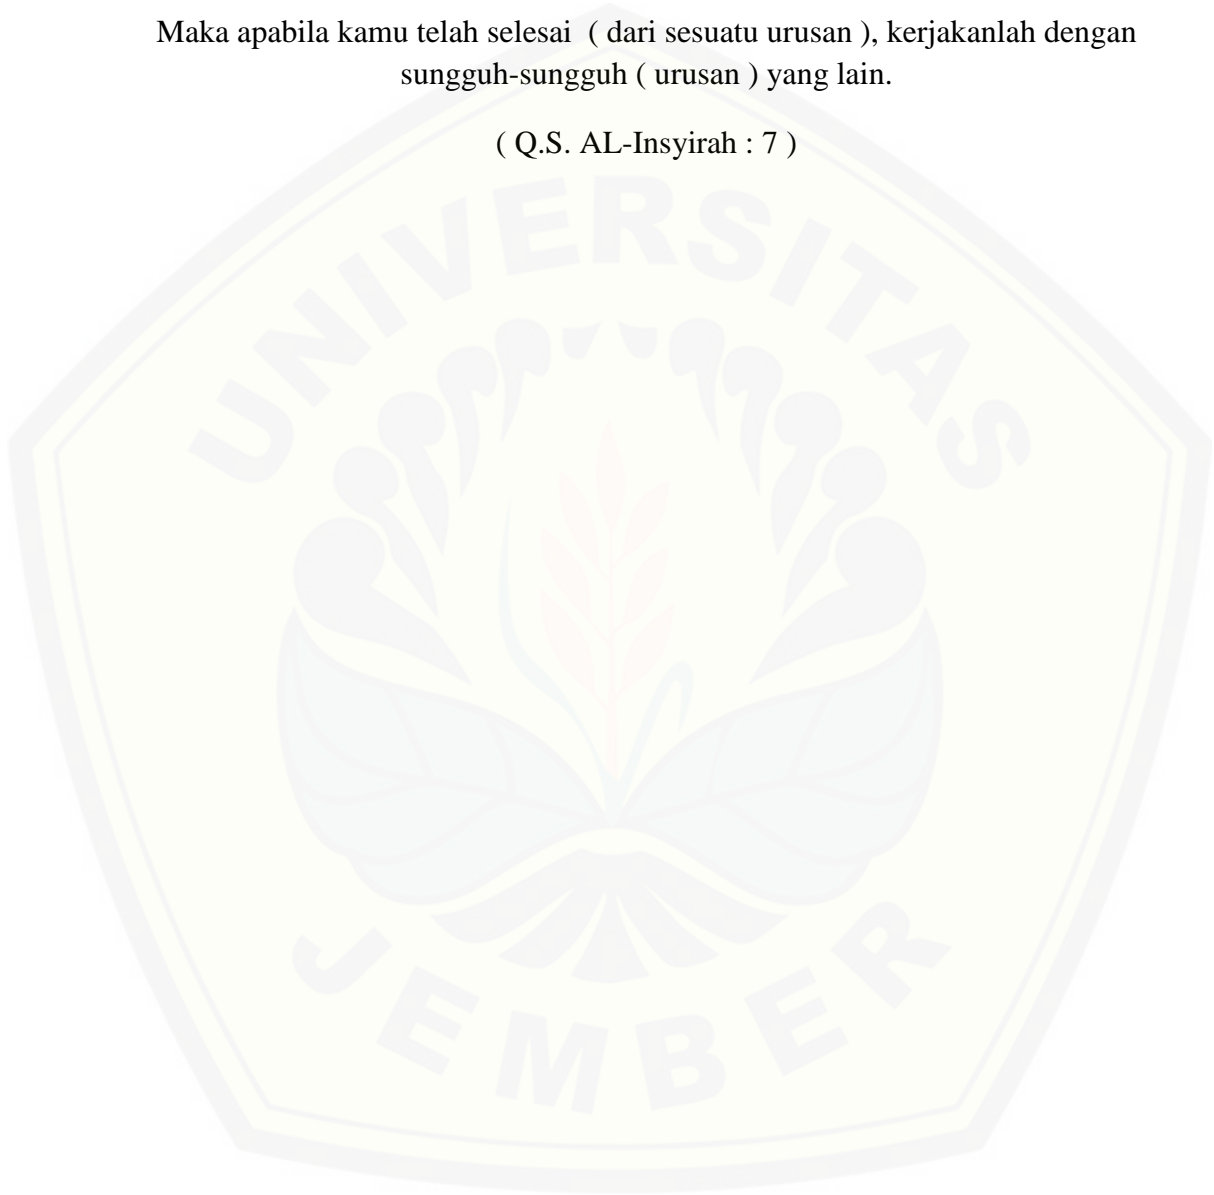 Maka apabila kamu telah selesai  ( dari sesuatu urusan ), kerjakanlah dengan
sungguh-sungguh ( urusan ) yang lain.
( Q.S. AL-Insyirah : 7 )
UNIVERSITAS
JEMBER